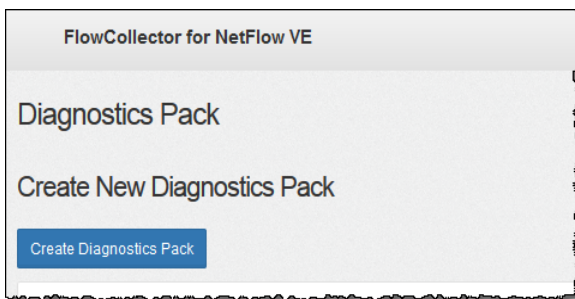 FlowCollector for NetFlow VE
Diagnostics Pack
Create New Diagnostics Pack
Create Diagnostics Pack